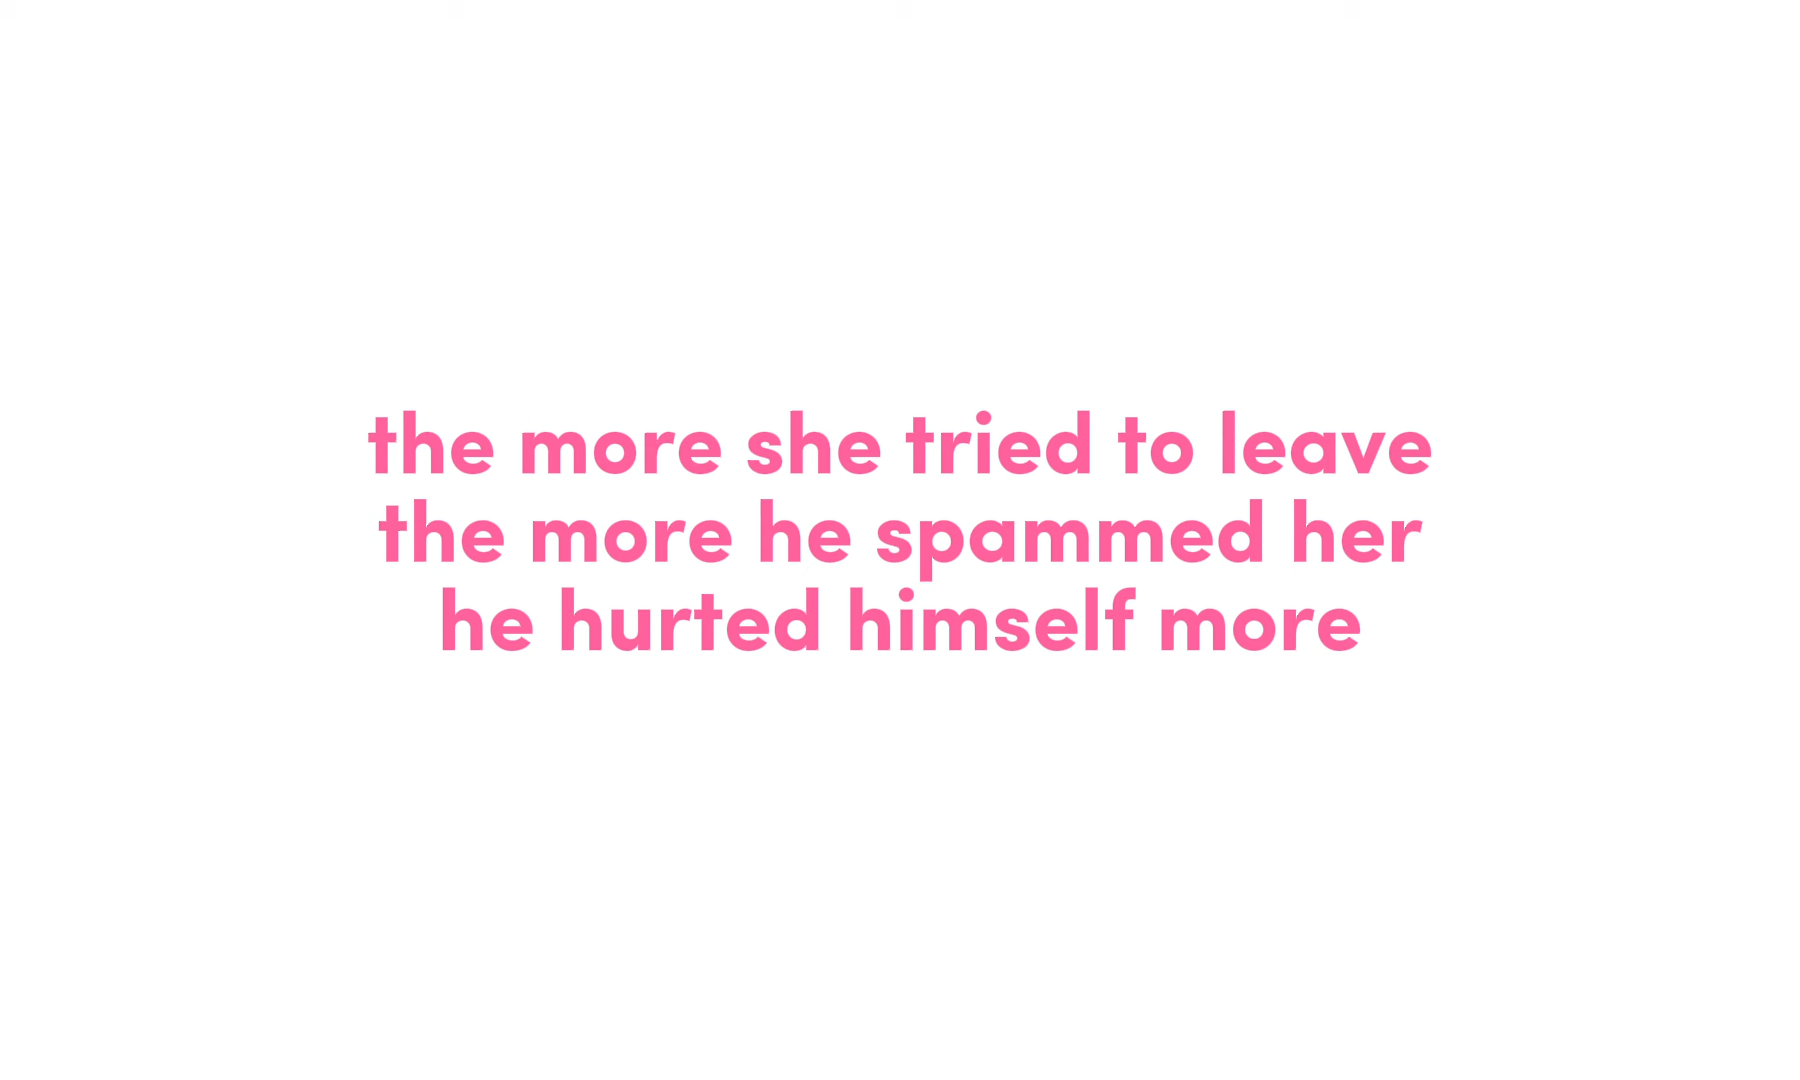 the more she tried to leave
the more he spammed her
he hurted himself more